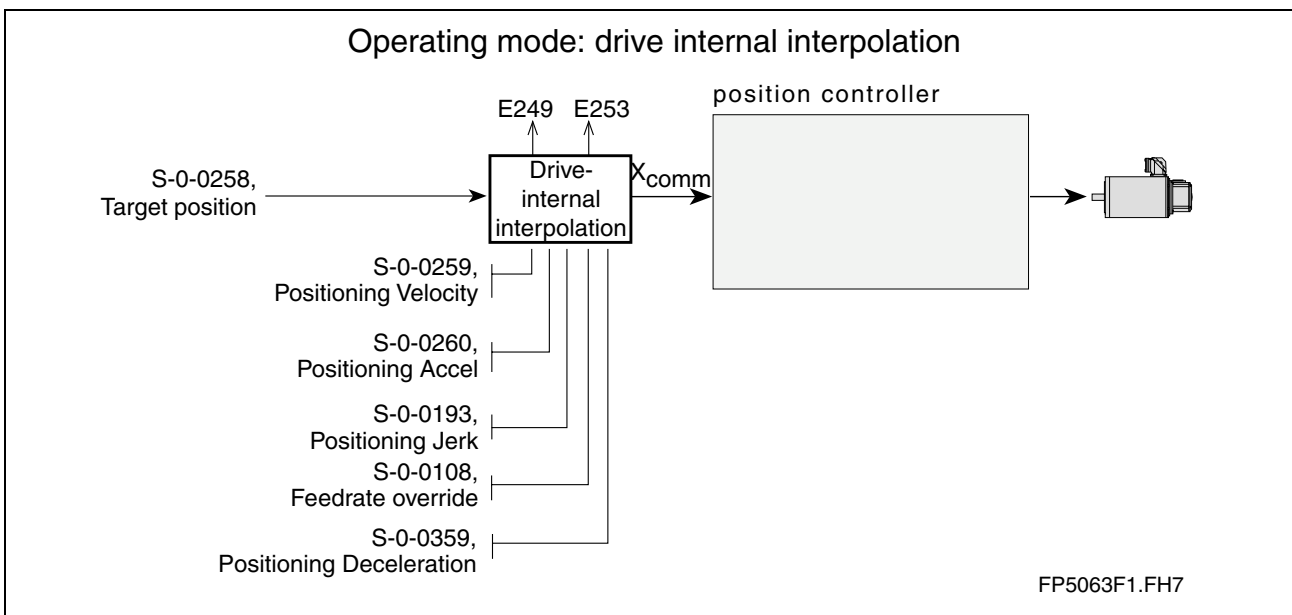 Operating mode: drive internal interpolation
position controller
E249 E253
S-0-0258,
Target position
Drive-
internal
interpolation
Xcomm
S-0-0259,
Positioning Velocity
S-0-0260,
Positioning Accel
S-0-0193,
Positioning Jerk
S-0-0108,
Feedrate override
S-0-0359,
Positioning Deceleration
FP5063F1.FH7